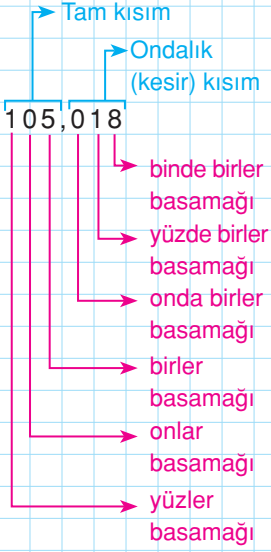 Tam kısım
Ondalık
(kesir) kısım
105,018
binde birler
basamağı
yüzde birler
basamağı
onda birler
basamağı
birler
basamağı
onlar
basamağı
yüzler
basamağı